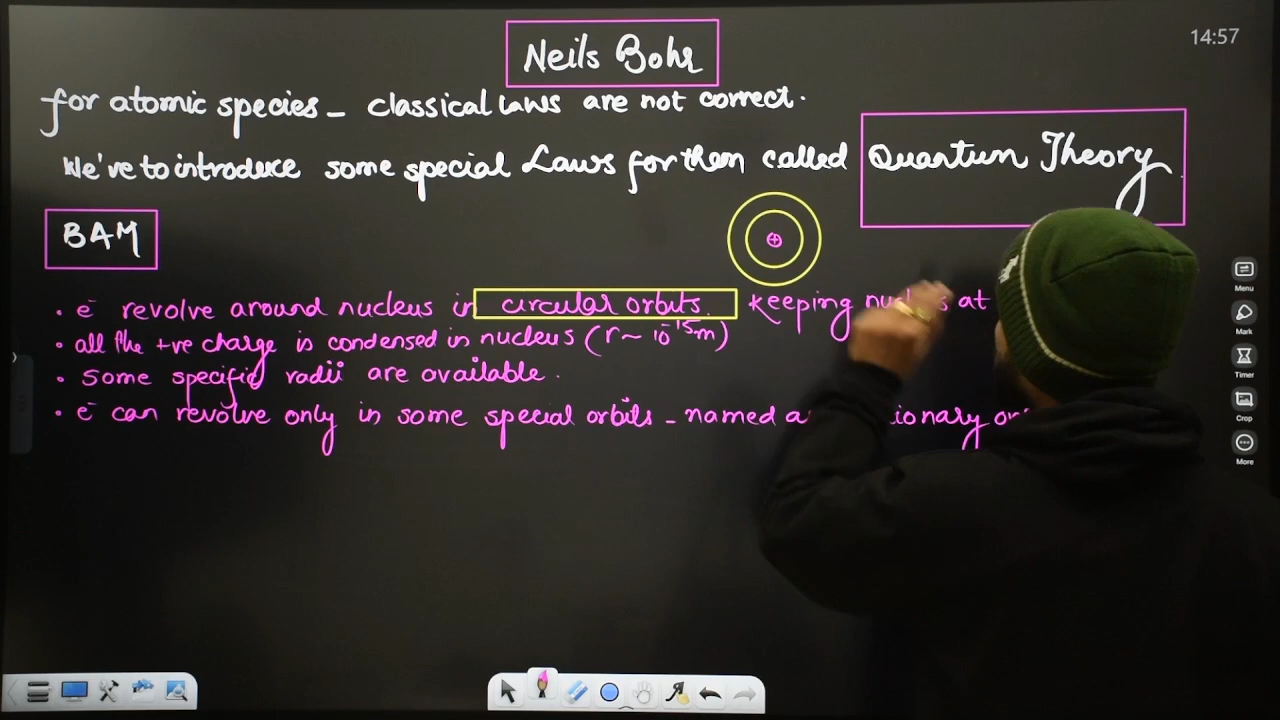 Neils Bohr
14:57
for atomic species - classical laws are not correct.
We've to introduce some special Laws for them called Quantum Theory
BAM
+
• e⁻ revolve around nucleus in circular orbits. keeping at
• all the +ve charge is condensed in nucleus (r ~ 10⁻¹⁵m)
• some specific radii are available.
• e⁻ can revolve only in some special orbits - named
Menu
Mark
Timer
Crop
More